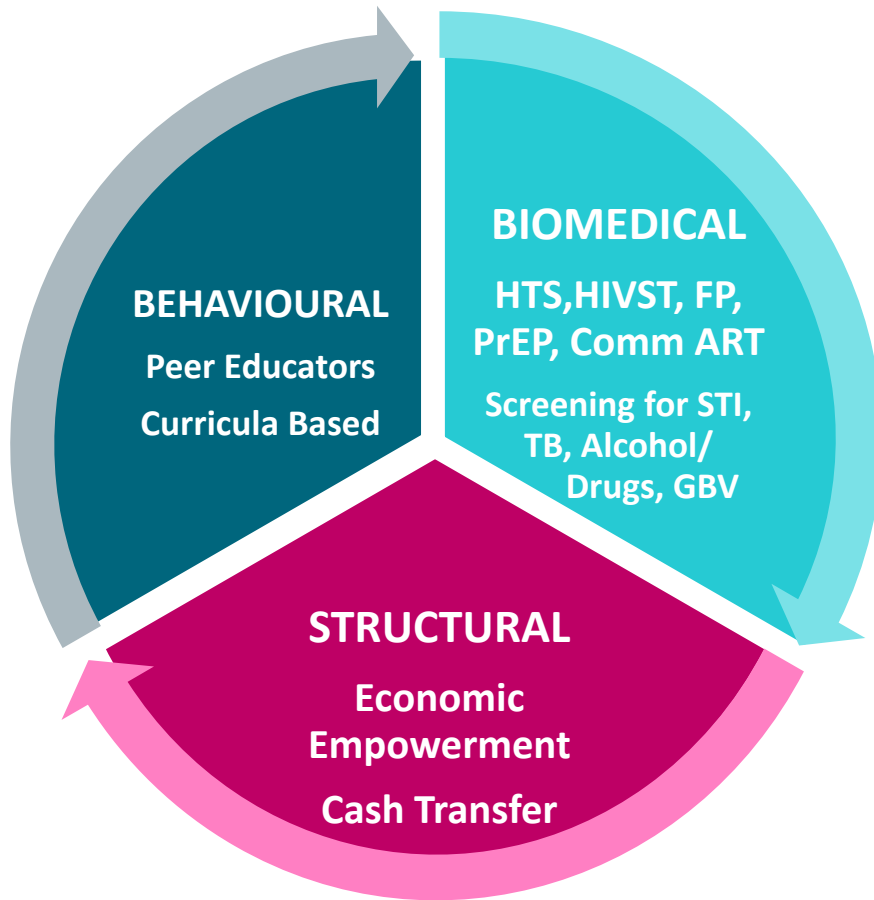 BIOMEDICAL
HTS,HIVST, FP,
PrEP, Comm ART
Screening for STI,
TB, Alcohol/
Drugs, GBV
STRUCTURAL
Economic
Empowerment
Cash Transfer
BEHAVIOURAL
Peer Educators
Curricula Based